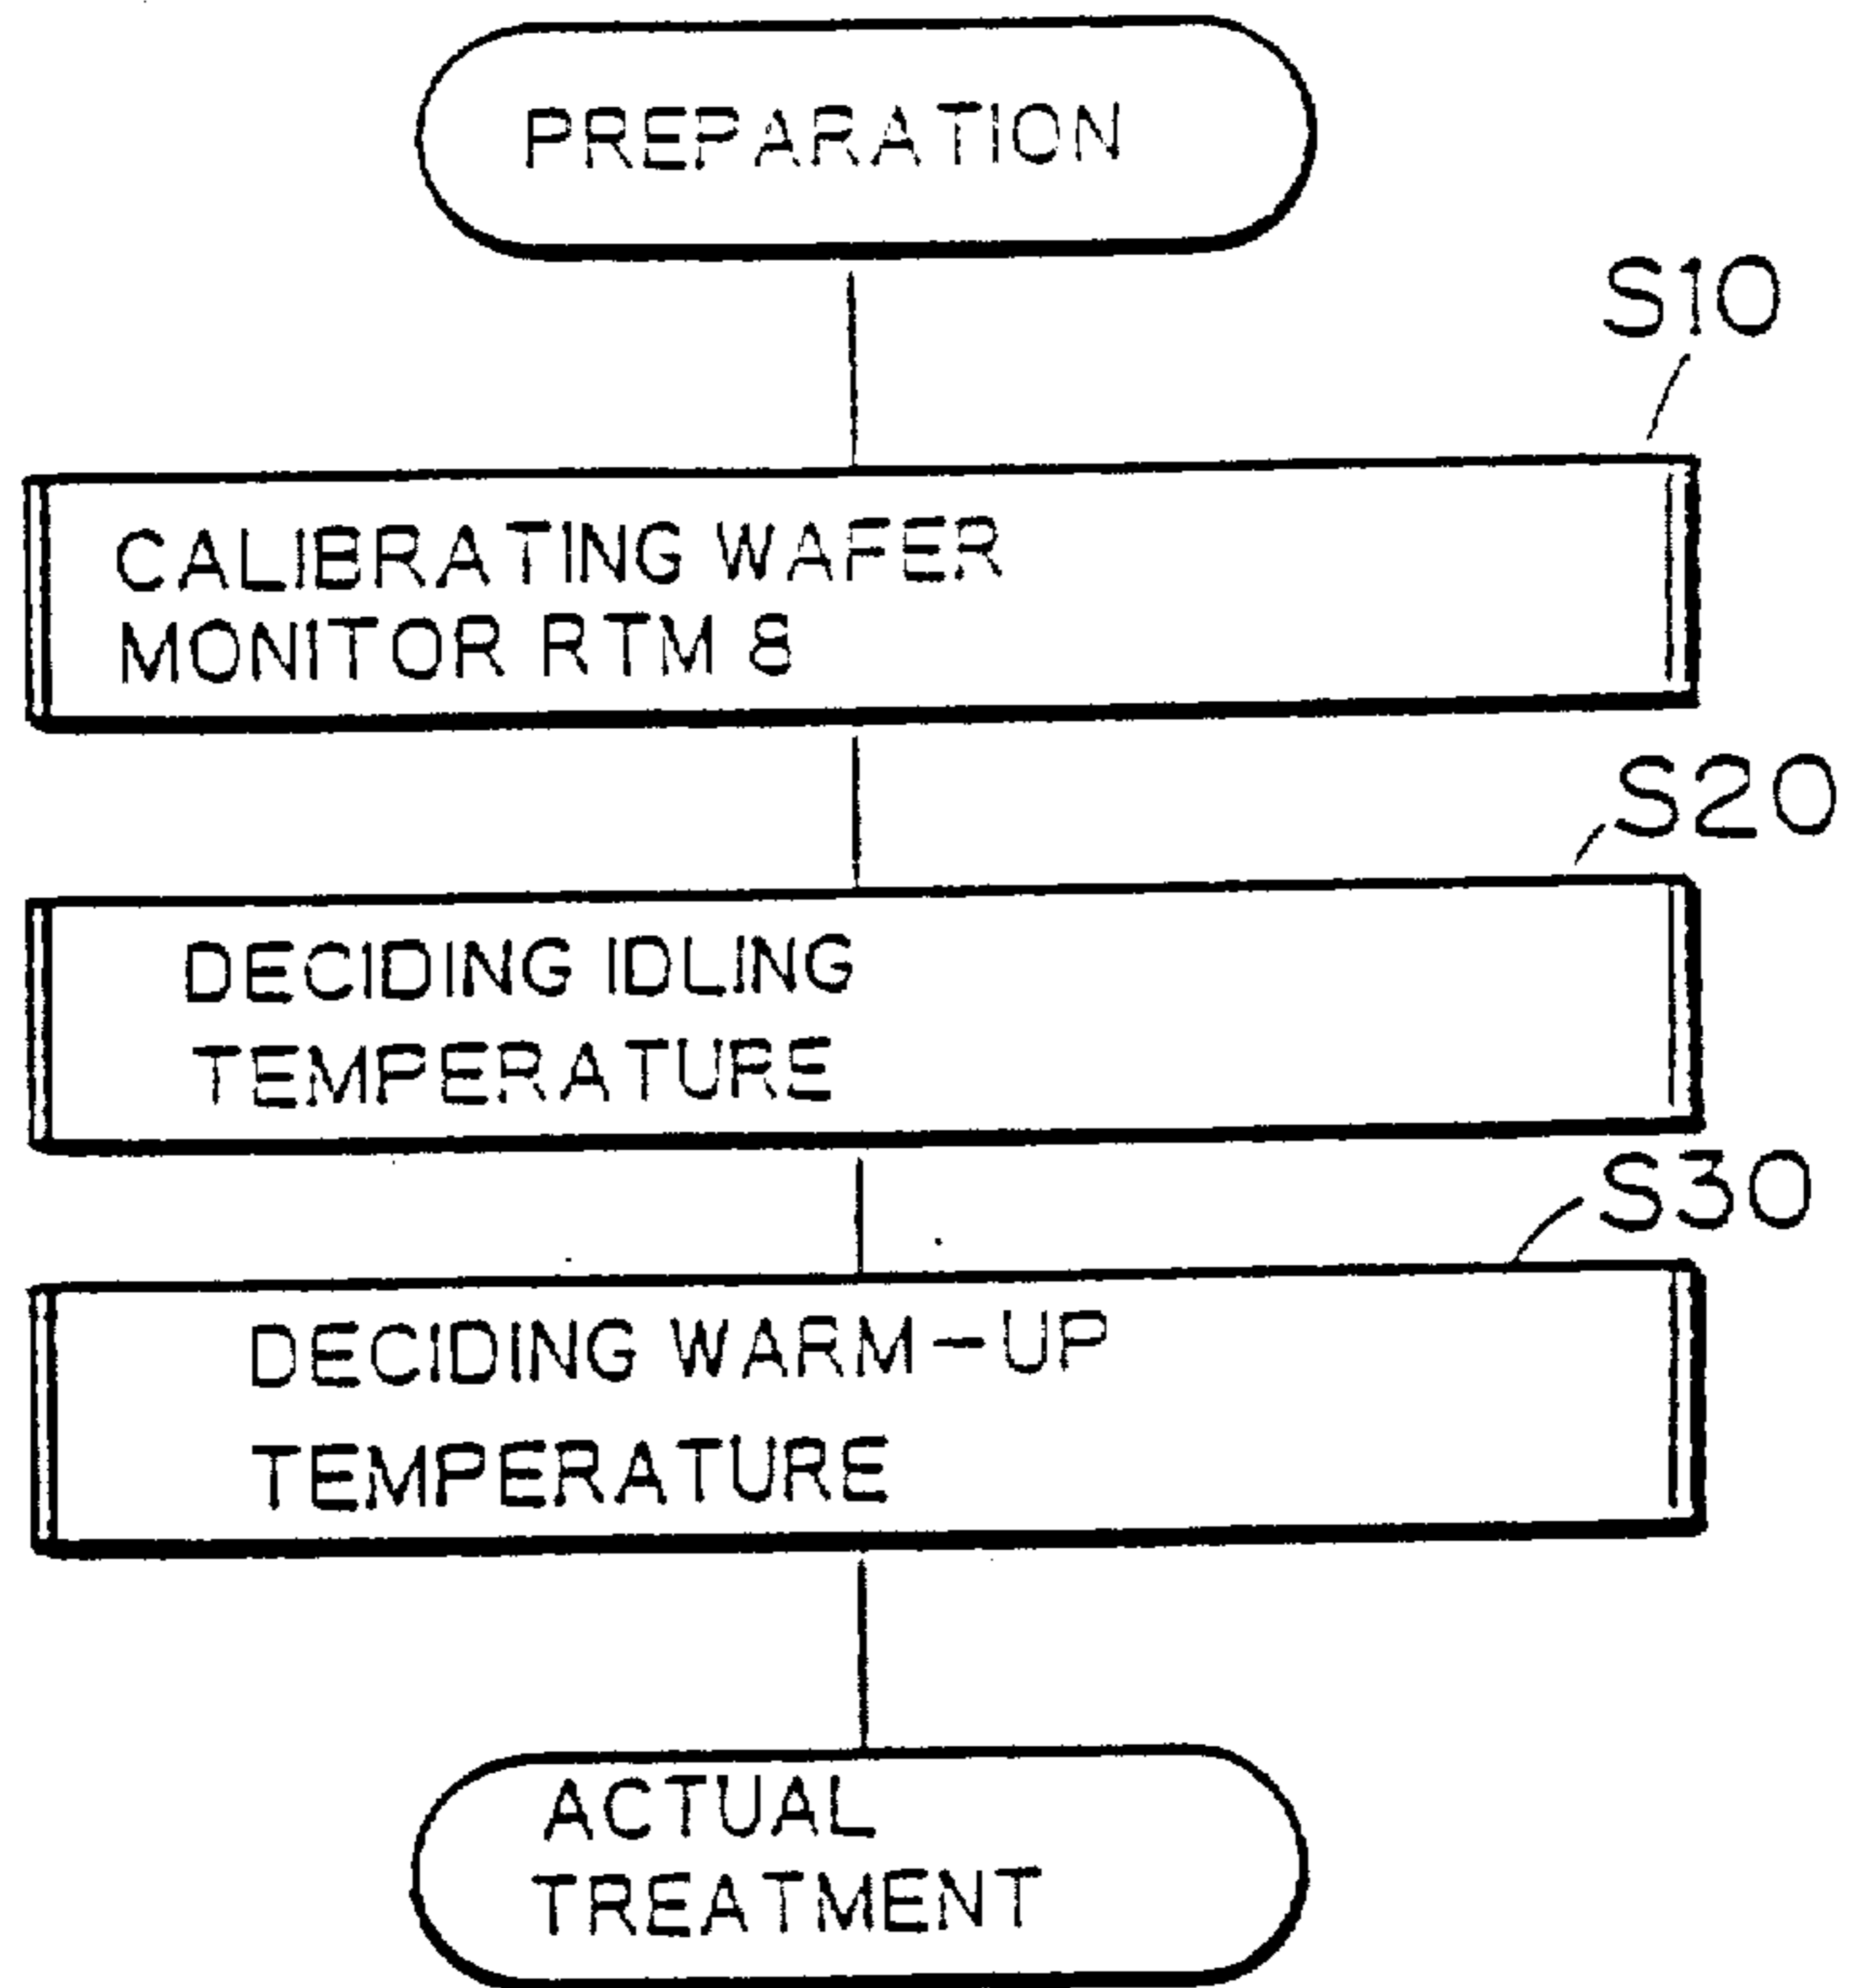 PREPARATION
S10
CALIBRATING WAFER
MONITOR RTM 8
S20
DECIDING IDLING
TEMPERATURE
S30
DECIDING WARM-UP
TEMPERATURE
ACTUAL
TREATMENT